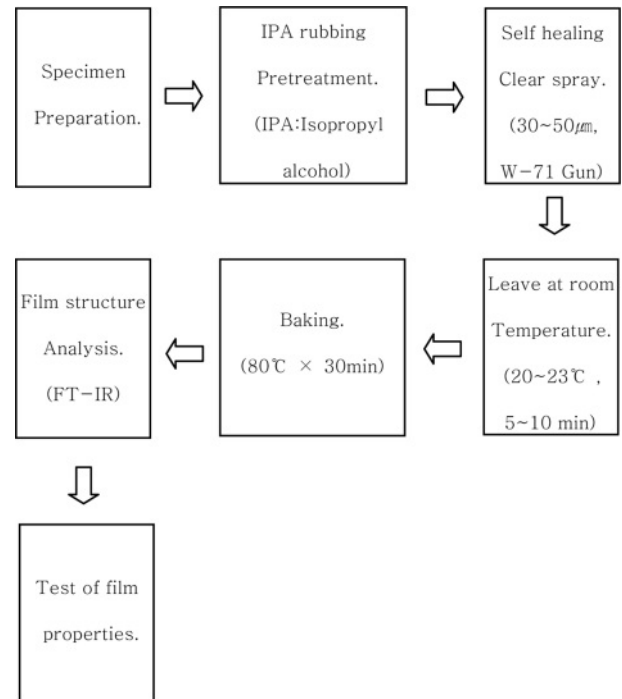 Specimen
Preparation.
IPA rubbing
Pretreatment.
(IPA:Isopropyl
alcohol)
Self healing
Clear spray.
(30~50㎛,
W-71 Gun)
Leave at room
Temperature.
(20~23℃ ,
5~10 min)
Baking.
(80℃ × 30min)
Film structure
Analysis.
(FT-IR)
Test of film
properties.